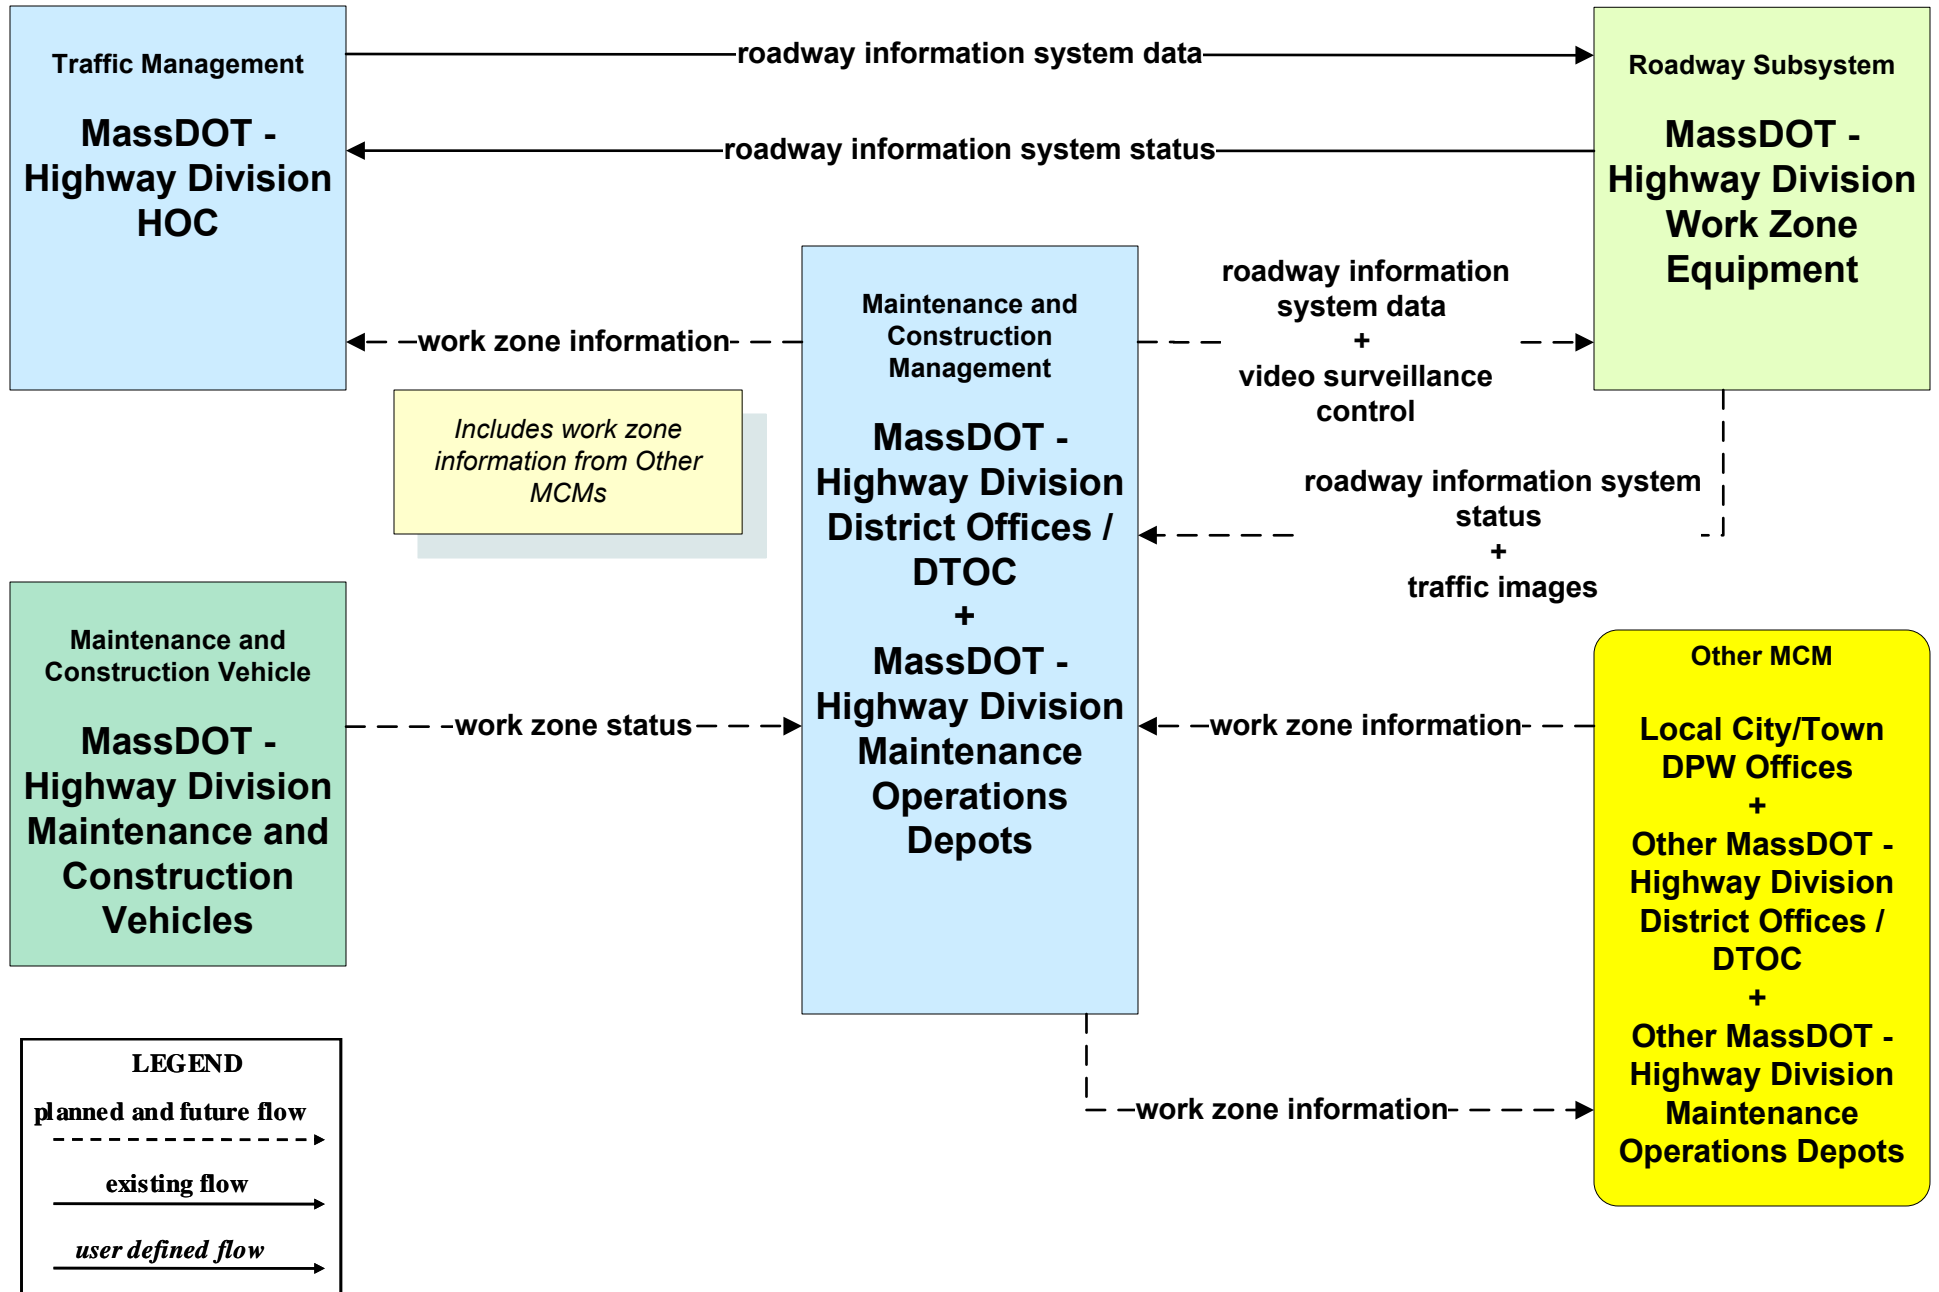 Traffic Management
MassDOT -
Highway Division
HOC
roadway information system data
roadway information system status
Roadway Subsystem
MassDOT -
Highway Division
Work Zone
Equipment
work zone information
Includes work zone
information from Other
MCMs
Maintenance and
Construction
Management
MassDOT -
Highway Division
District Offices /
DTOC
+
MassDOT -
Highway Division
Maintenance
Operations
Depots
roadway information
system data
+
video surveillance
control
roadway information system
status
+
traffic images
Maintenance and
Construction Vehicle
MassDOT -
Highway Division
Maintenance and
Construction
Vehicles
work zone status
work zone information
Other MCM
Local City/Town
DPW Offices
+
Other MassDOT -
Highway Division
District Offices /
DTOC
+
Other MassDOT -
Highway Division
Maintenance
Operations Depots
work zone information
LEGEND
planned and future flow
existing flow
user defined flow